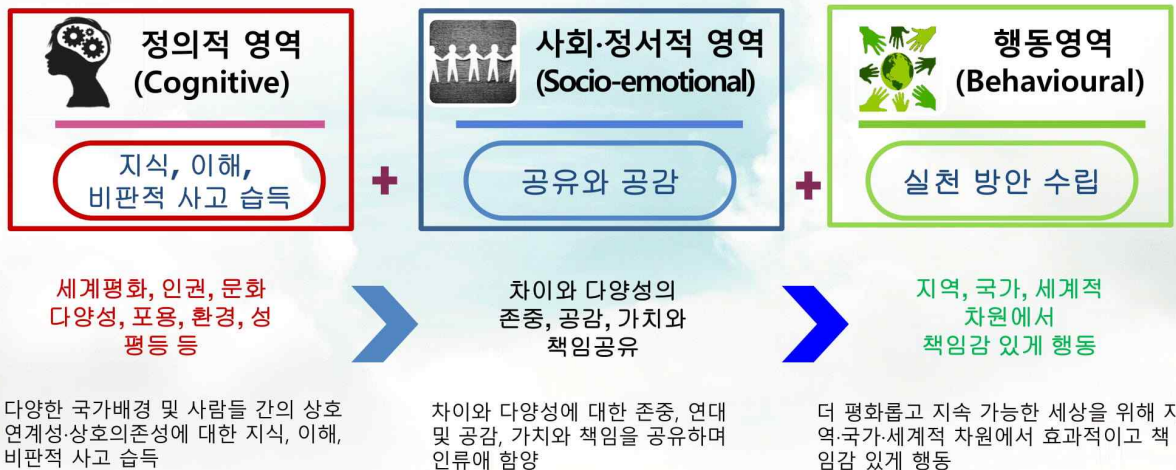 정의적 영역
(Cognitive)
지식, 이해,
비판적 사고 습득
+
사회·정서적 영역
(Socio-emotional)
공유와 공감
+
행동영역
(Behavioural)
실천 방안 수립
세계평화, 인권, 문화
다양성, 포용, 환경, 성
평등 등
차이와 다양성의
존중, 공감, 가치와
책임공유
지역, 국가, 세계적
차원에서
책임감 있게 행동
다양한 국가배경 및 사람들 간의 상호
연계성·상호의존성에 대한 지식, 이해,
비판적 사고 습득
차이와 다양성에 대한 존중, 연대
및 공감, 가치와 책임을 공유하며
인류애 함양
더 평화롭고 지속 가능한 세상을 위해 지
역·국가·세계적 차원에서 효과적이고 책
임감 있게 행동